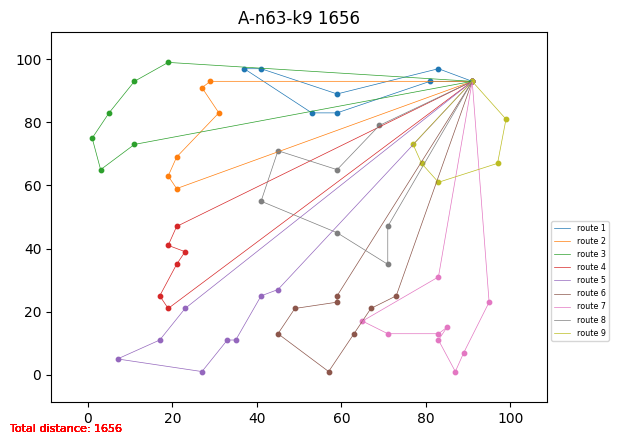 A-n63-k9 1656
100
80
60
40
20
0
0 20 40 60 80 100
route 1
route 2
route 3
route 4
route 5
route 6
route 7
route 8
route 9
Total distance: 1656